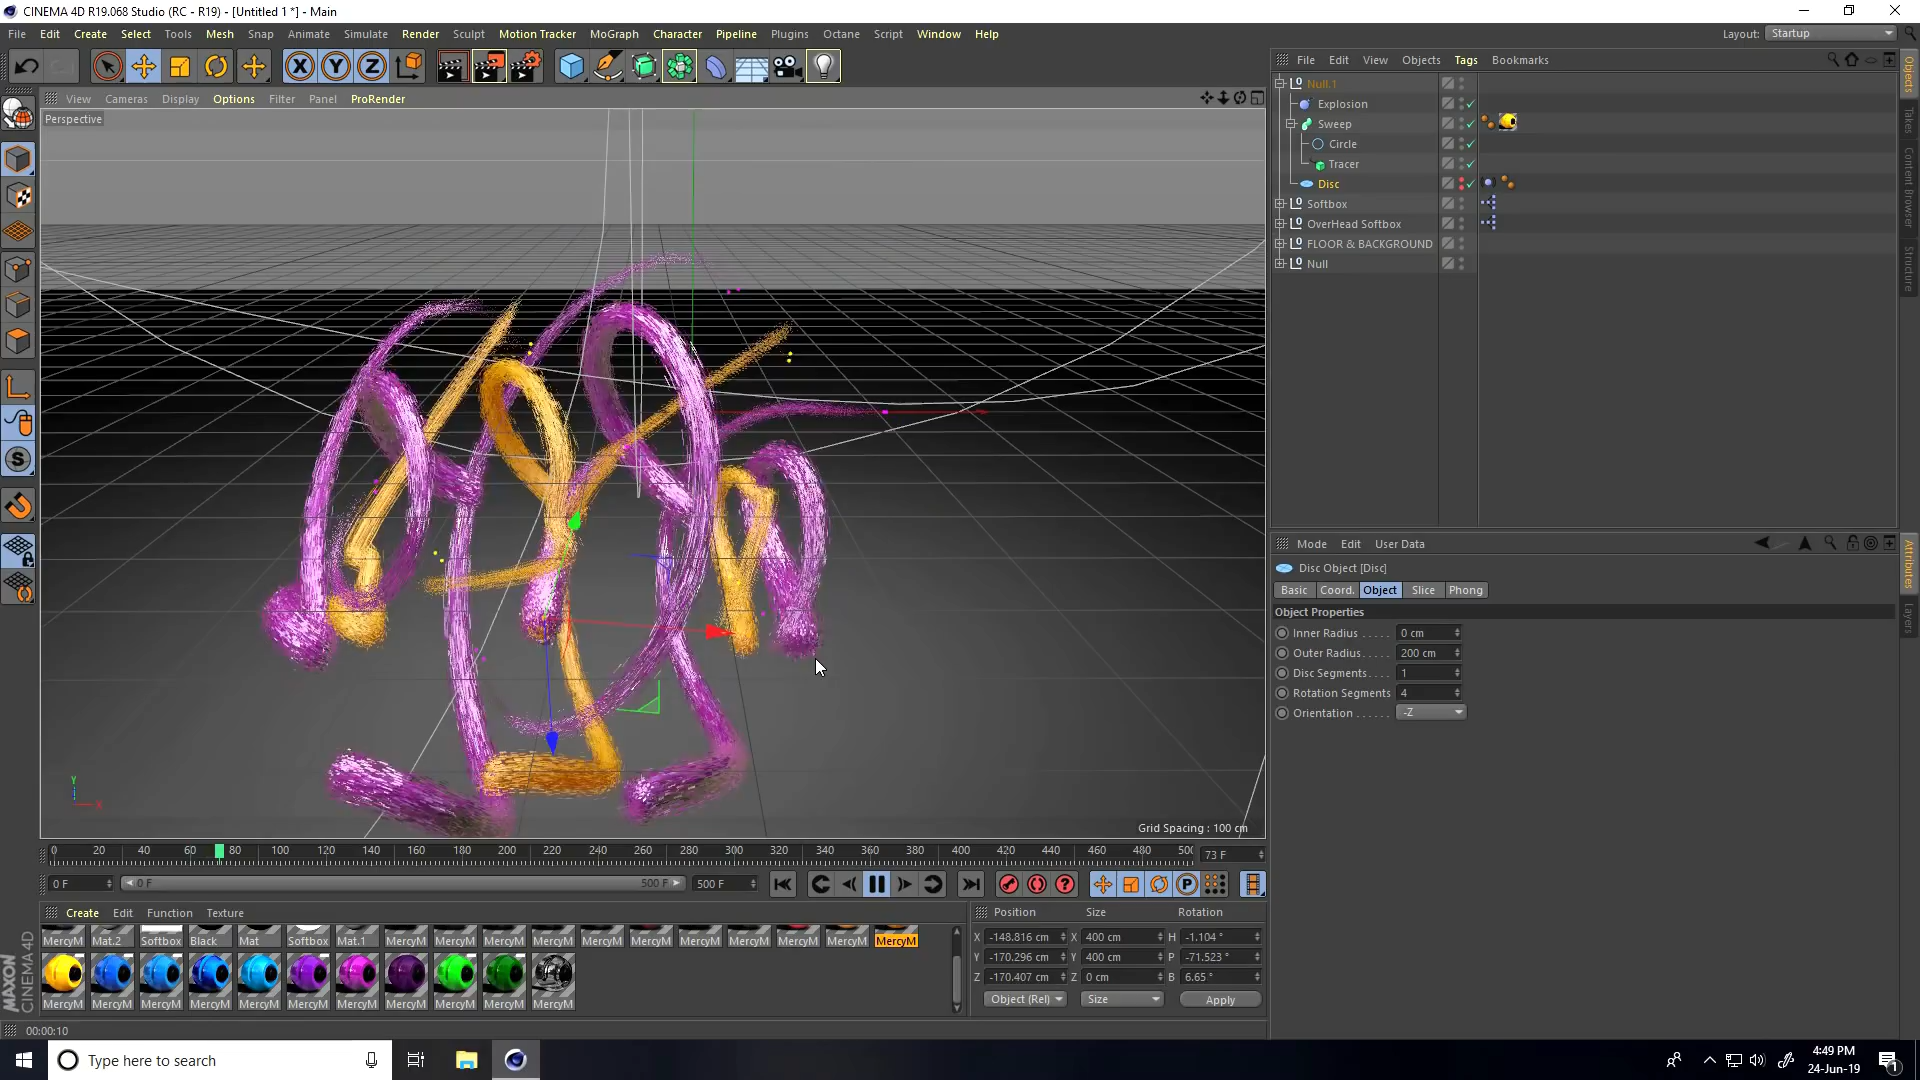 CINEMA 4D R19.068 Studio (RC - R19) - [Untitled 1 *] - Main
File Edit Create Select Tools Mesh Snap Animate Simulate Render Sculpt Motion Tracker MoGraph Character Pipeline Plugins Octane Script Window Help
Layout: Startup
File Edit View Objects Tags Bookmarks
View Cameras Display Options Filter Panel ProRender
Perspective
Null.1
Explosion
Sweep
Circle
Tracer
Disc
Softbox
OverHead Softbox
FLOOR & BACKGROUND
Null
Objects
Takes
Content Browser
Structure
Mode Edit User Data
Disc Object [Disc]
Basic Coord. Object Slice Phong
Object Properties
Inner Radius ..... 0 cm
Outer Radius..... 200 cm
Disc Segments... 1
Rotation Segments 4
Orientation ...... -Z
Attributes
Layers
Y
X
Grid Spacing : 100 cm
0 20 40 60 80 100 120 140 160 180 200 220 240 260 280 300 320 340 360 380 400 420 440 460 480 500
73 F
0 F 0 F 500 F 500 F
Create Edit Function Texture
MercyM Mat.2 Softbox Black Mat Softbox Mat.1 MercyM MercyM MercyM MercyM MercyM MercyM MercyM MercyM MercyM MercyM MercyM
MercyM MercyM MercyM MercyM MercyM MercyM MercyM MercyM MercyM MercyM MercyM
Position Size Rotation
X -148.816 cm X 400 cm H -1.104 °
Y -170.296 cm Y 400 cm P -71.523 °
Z -170.407 cm Z 0 cm B 6.65 °
Object (Rel) Size Apply
MAXON
CINEMA 4D
00:00:10
Type here to search
4:49 PM
24-Jun-19
1